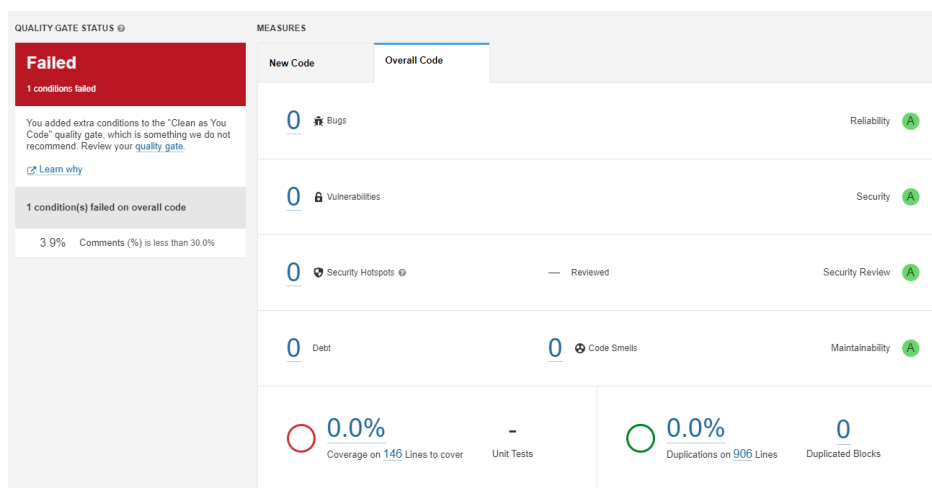 QUALITY GATE STATUS
Failed
1 conditions failed
You added extra conditions to the "Clean as You
Code" quality gate, which is something we do not
recommend. Review your quality gate.
Learn why
1 condition(s) failed on overall code
3.9% Comments (%) is less than 30.0%
MEASURES
New Code
Overall Code
0 Bugs Reliability A
0 Vulnerabilities Security A
0 Security Hotspots — Reviewed Security Review A
0 Debt 0 Code Smells Maintainability A
0.0%
Coverage on 146 Lines to cover
-
Unit Tests
0.0%
Duplications on 906 Lines
0
Duplicated Blocks